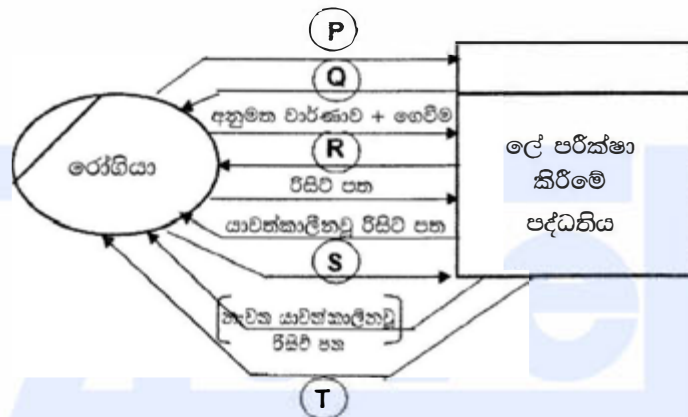 P
Q
අනුමත වාර්ණාව + ගෙවීම
R
රිසිට් පත
යාවත්කාලීනවූ රිසිට් පත
S
නැවත යාවත්කාලීනවූ
රිසිට් පත
T
රෝගියා
ලේ පරීක්ෂා
කිරීමේ
පද්ධතිය